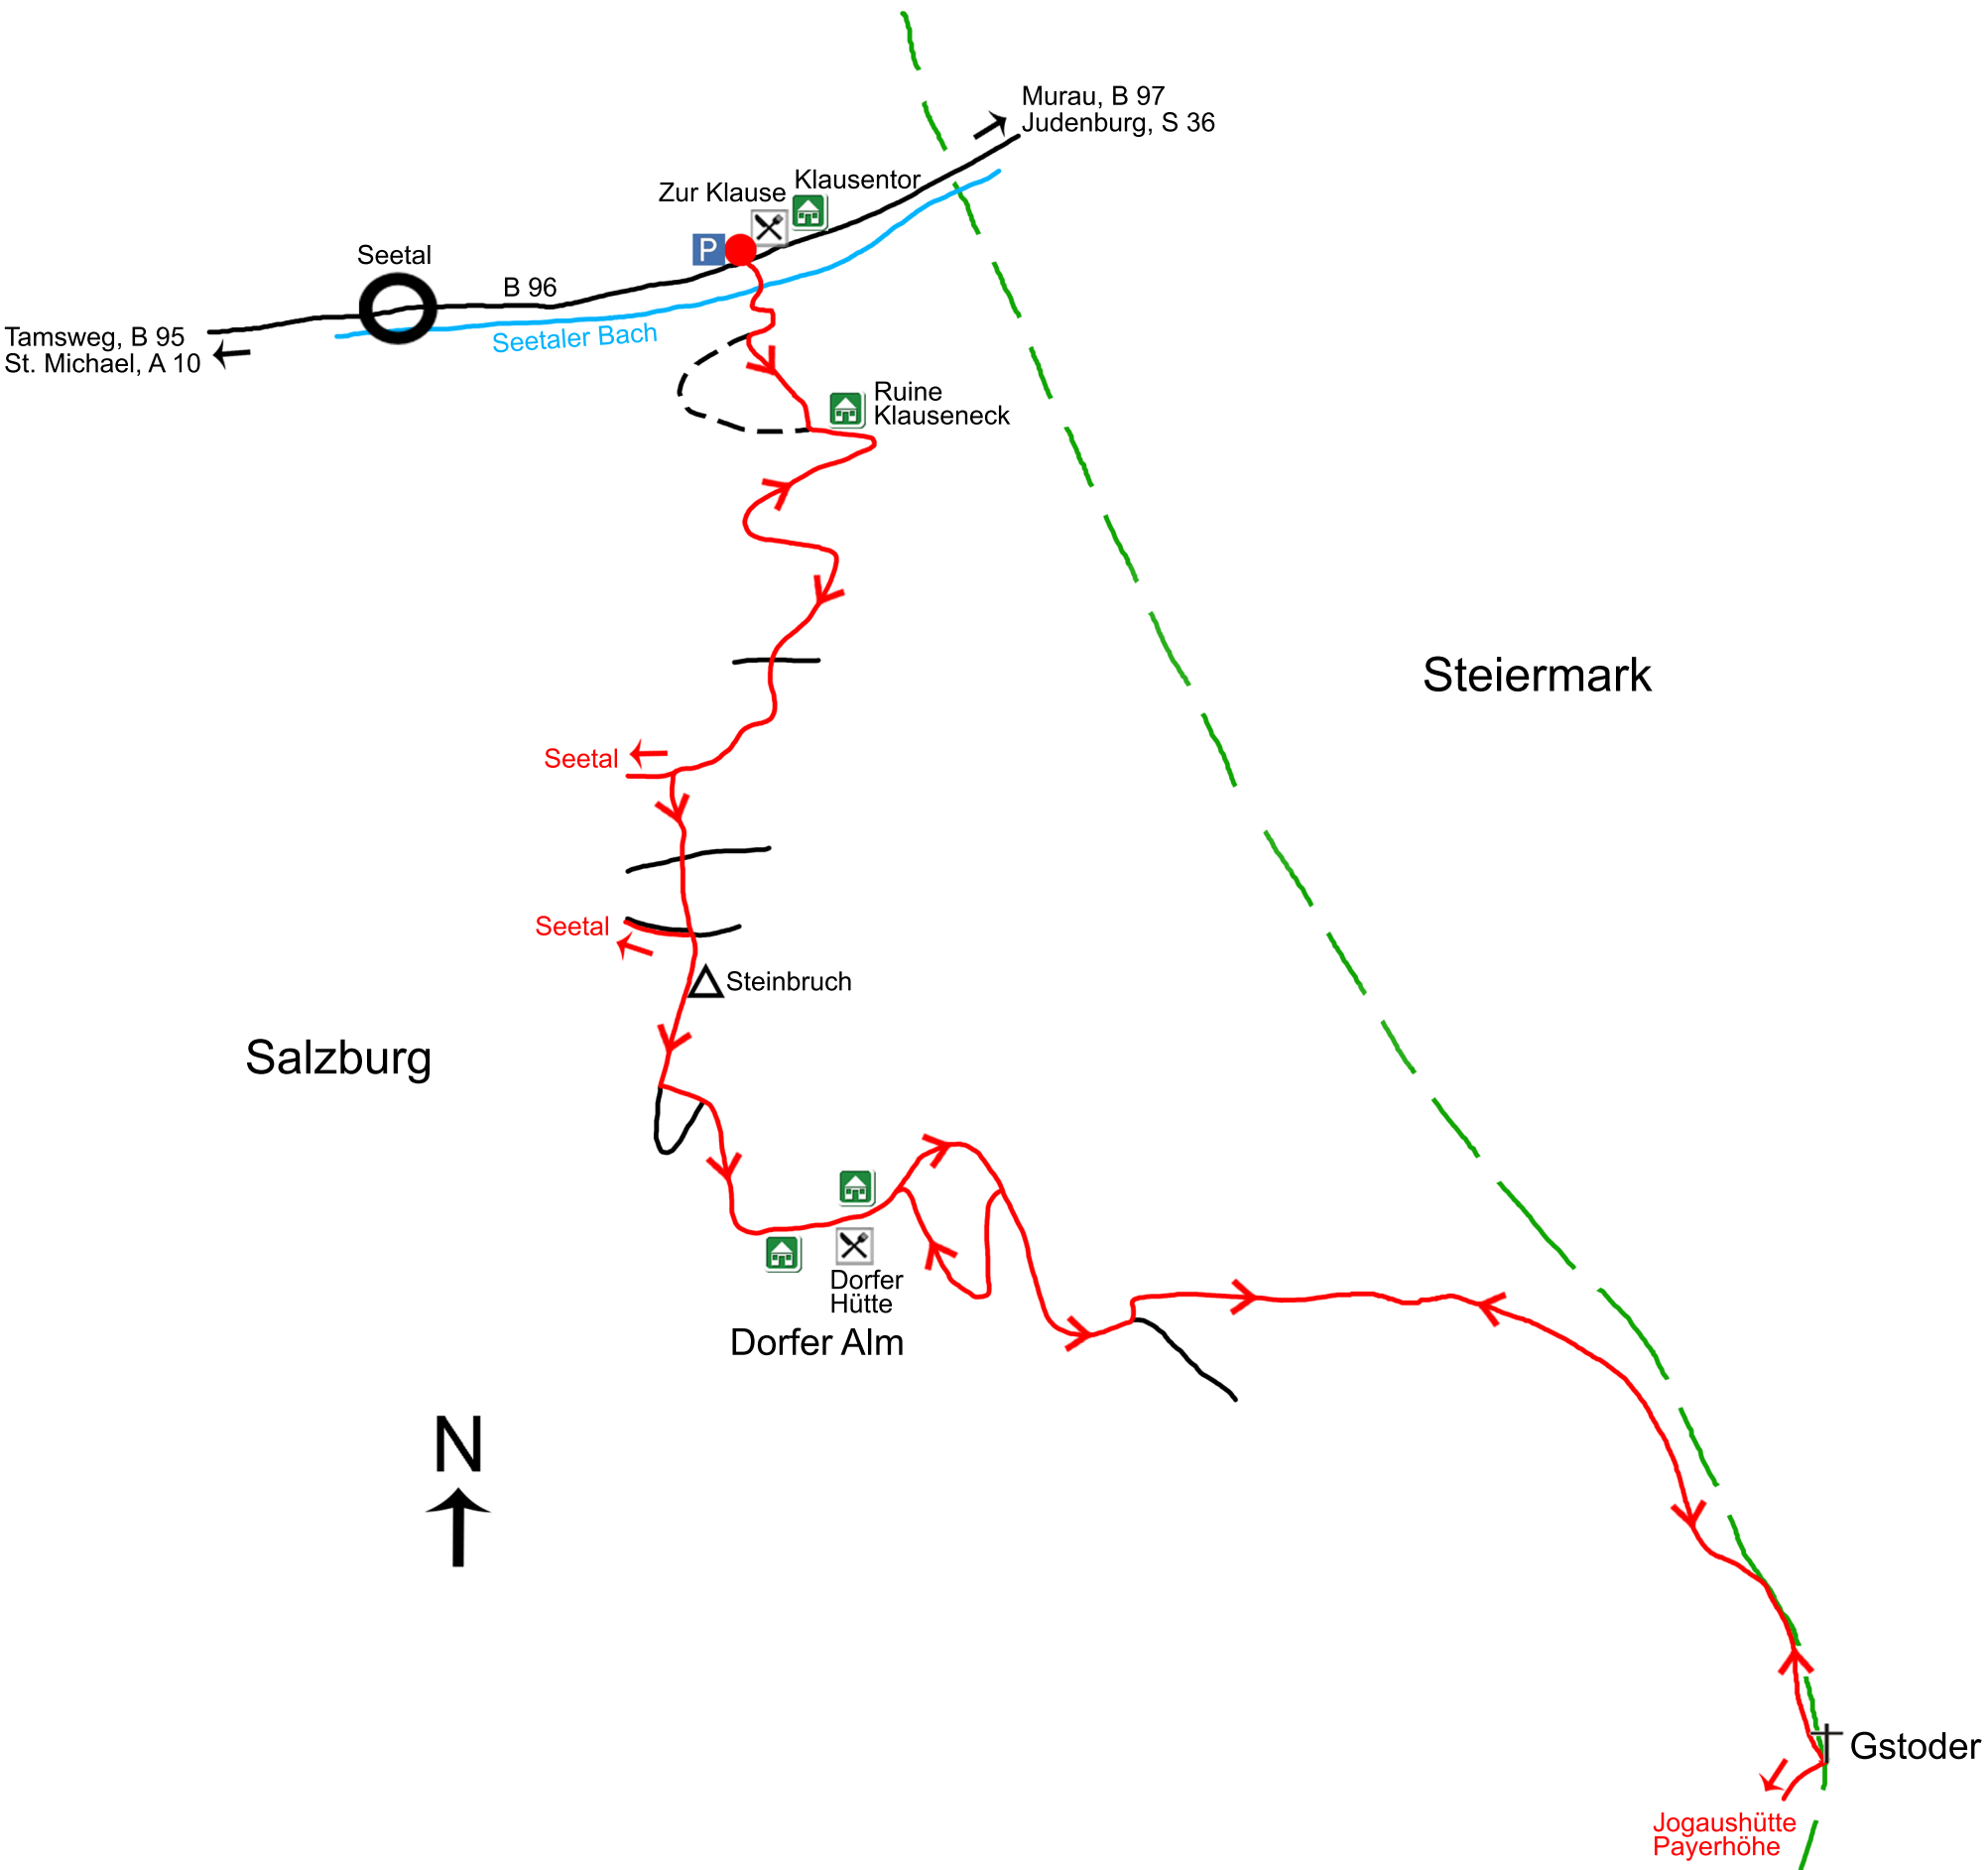 Murau, B 97
Judenburg, S 36
Klausentor
Zur Klause
P
Seetal
B 96
Tamsweg, B 95
St. Michael, A 10
Seetaler Bach
Ruine
Klauseneck
Steiermark
Seetal
Seetal
Steinbruch
Salzburg
Dorfer
Hütte
Dorfer Alm
N
Gstoder
Jogaushütte
Payerhöhe